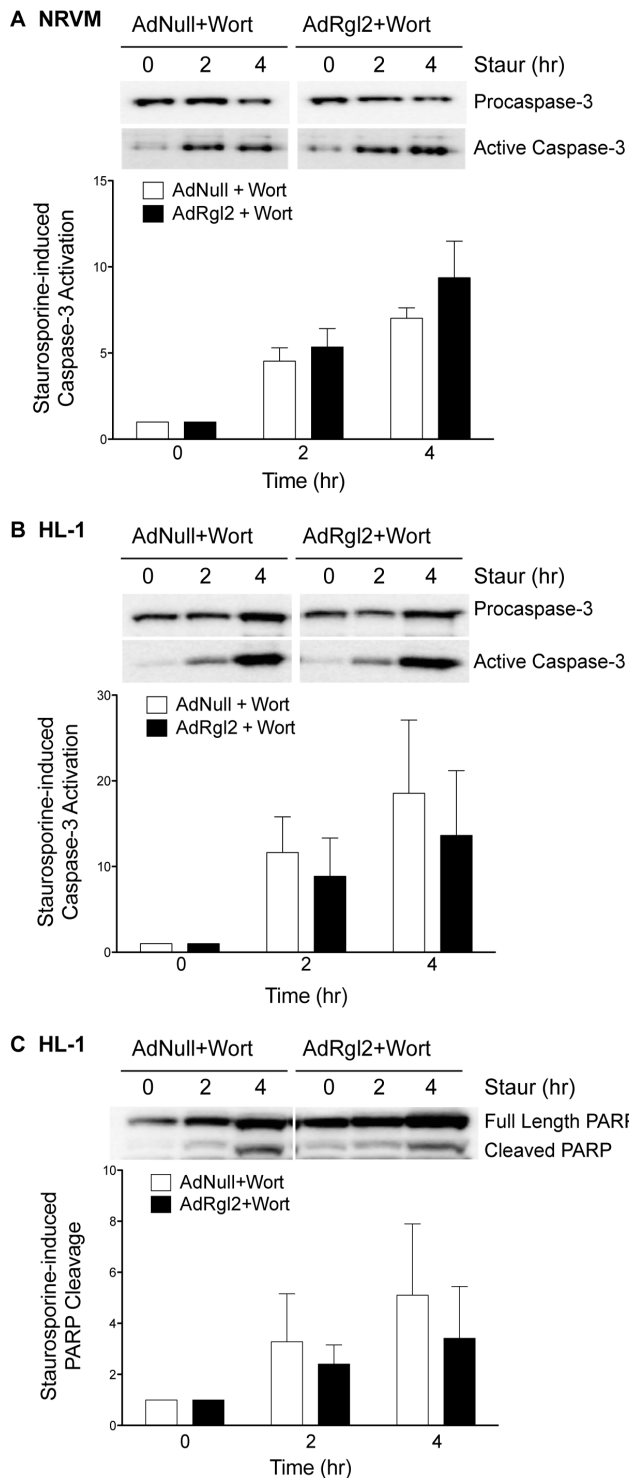 A NRVM
AdNull+Wort AdRgl2+Wort
0 2 4 0 2 4 Staur (hr)
Procaspase-3
Active Caspase-3
Staurosporine-induced
Caspase-3 Activation
15
10
5
0
AdNull + Wort
AdRgl2 + Wort
0 2 4
Time (hr)
B HL-1
AdNull+Wort AdRgl2+Wort
0 2 4 0 2 4 Staur (hr)
Procaspase-3
Active Caspase-3
Staurosporine-induced
Caspase-3 Activation
30
20
10
0
AdNull + Wort
AdRgl2 + Wort
0 2 4
Time (hr)
C HL-1
AdNull+Wort AdRgl2+Wort
0 2 4 0 2 4 Staur (hr)
Full Length PARP
Cleaved PARP
Staurosporine-induced
PARP Cleavage
10
8
6
4
2
0
AdNull+Wort
AdRgl2+Wort
0 2 4
Time (hr)